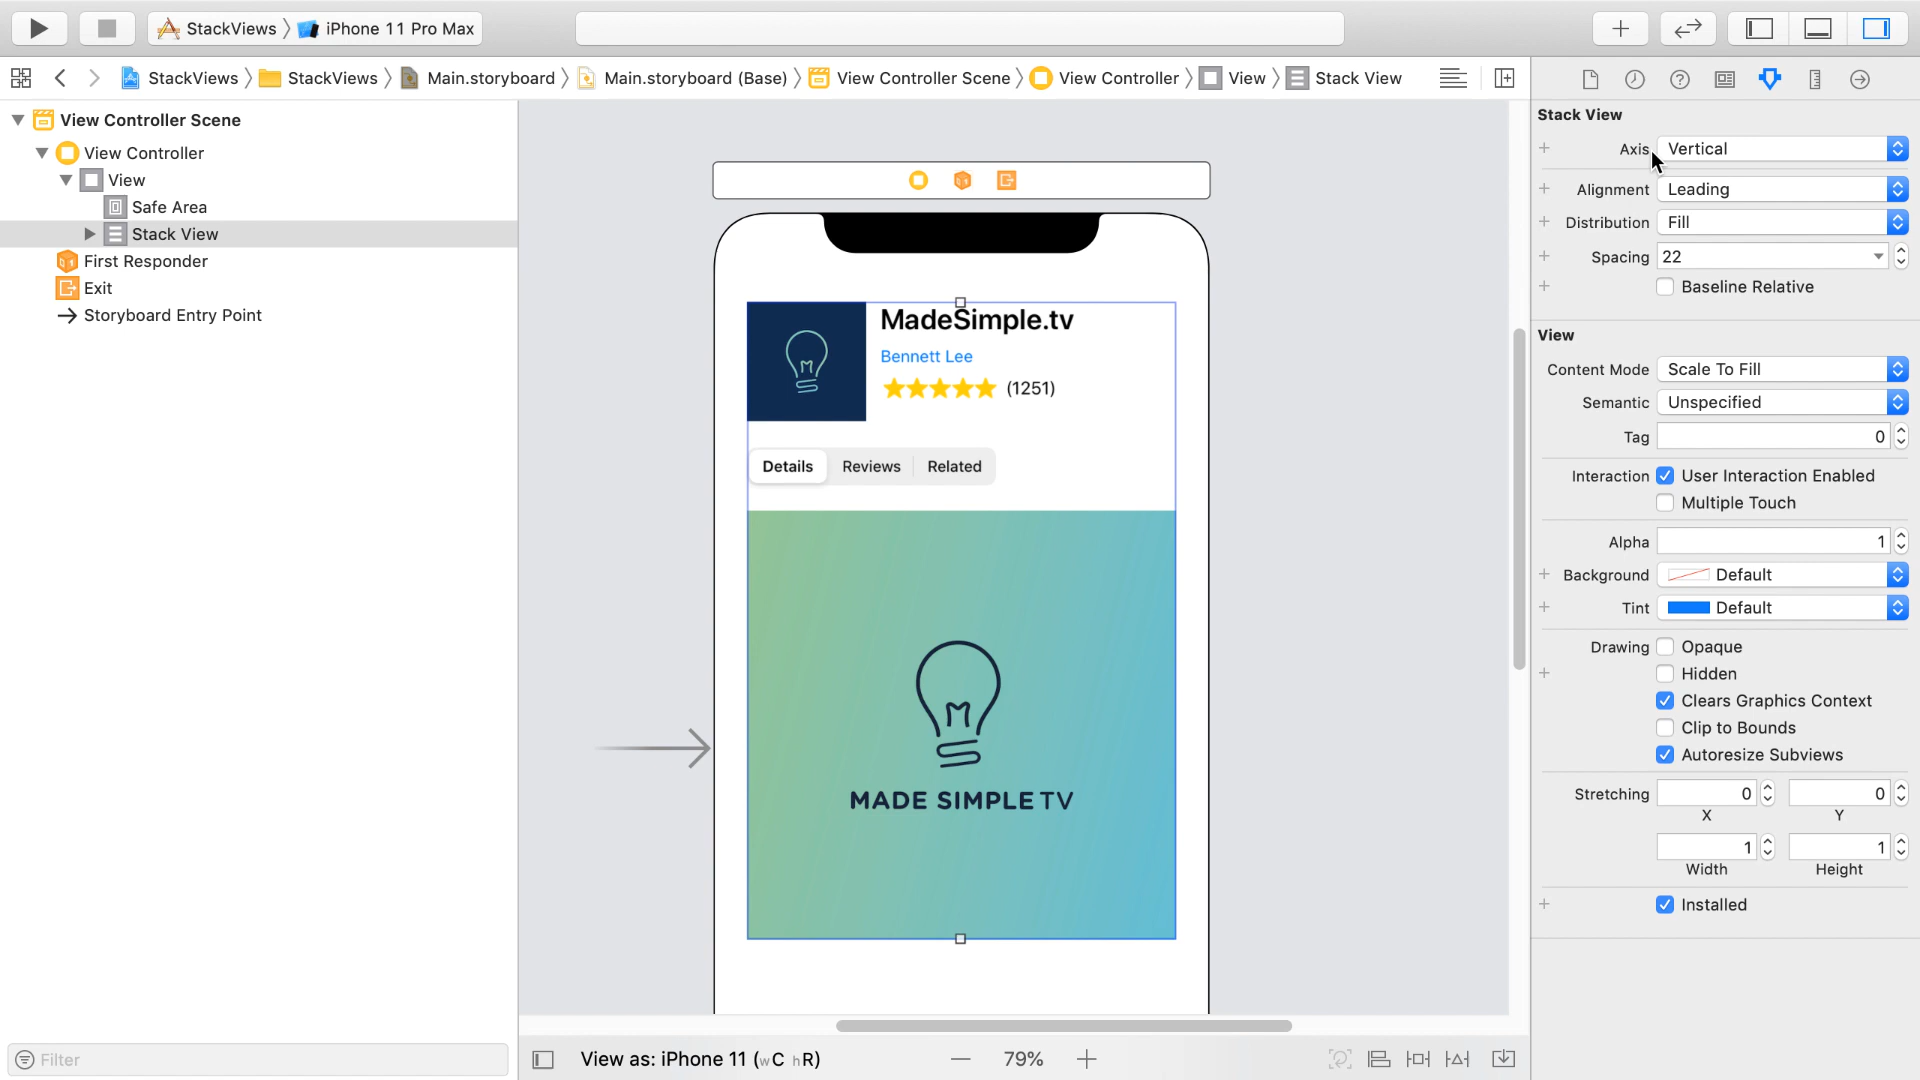 StackViews
iPhone 11 Pro Max
StackViews
StackViews
Main.storyboard
Main.storyboard (Base)
View Controller Scene
View Controller
View
Stack View
View Controller Scene
View Controller
View
Safe Area
Stack View
First Responder
Exit
Storyboard Entry Point
Filter
MadeSimple.tv
Bennett Lee
(1251)
Details
Reviews
Related
MADE SIMPLE TV
View as: iPhone 11 (wC hR)
79%
Stack View
Axis Vertical
Alignment Leading
Distribution Fill
Spacing 22
Baseline Relative
View
Content Mode Scale To Fill
Semantic Unspecified
Tag 0
Interaction User Interaction Enabled
Multiple Touch
Alpha 1
Background Default
Tint Default
Drawing Opaque
Hidden
Clears Graphics Context
Clip to Bounds
Autoresize Subviews
Stretching 0 0
X Y
1 1
Width Height
Installed